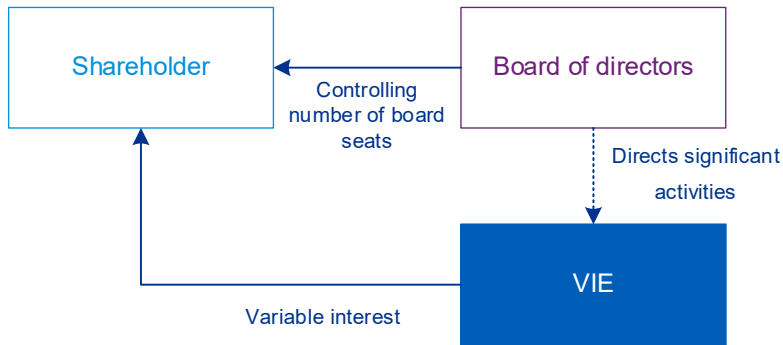 Shareholder
Board of directors
Controlling
number of board
seats
Directs significant
activities
VIE
Variable interest